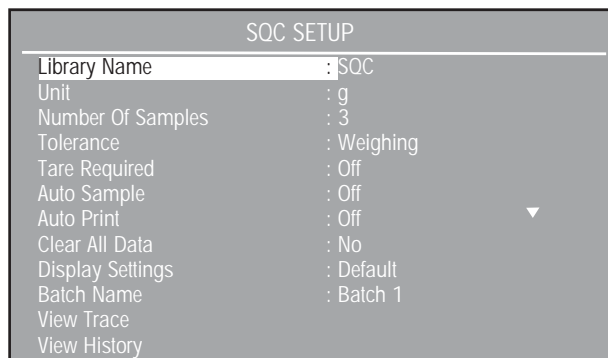 SQC SETUP
Library Name : SQC
Unit : g
Number Of Samples : 3
Tolerance : Weighing
Tare Required : Off
Auto Sample : Off
Auto Print : Off
Clear All Data : No
Display Settings : Default
Batch Name : Batch 1
View Trace
View History